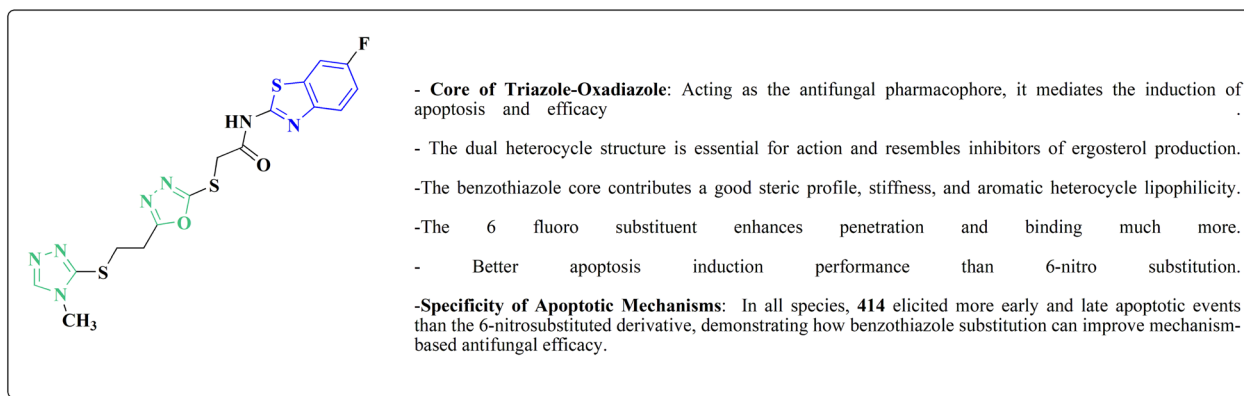 F
S
N
HN
O
S
N
N
O
N
N
S
N
CH3
- Core of Triazole-Oxadiazole: Acting as the antifungal pharmacophore, it mediates the induction of
apoptosis and efficacy .
- The dual heterocycle structure is essential for action and resembles inhibitors of ergosterol production.
-The benzothiazole core contributes a good steric profile, stiffness, and aromatic heterocycle lipophilicity.
-The 6 fluoro substituent enhances penetration and binding much more.
- Better apoptosis induction performance than 6-nitro substitution.
-Specificity of Apoptotic Mechanisms: In all species, 414 elicited more early and late apoptotic events
than the 6-nitrosubstituted derivative, demonstrating how benzothiazole substitution can improve mechanism-
based antifungal efficacy.